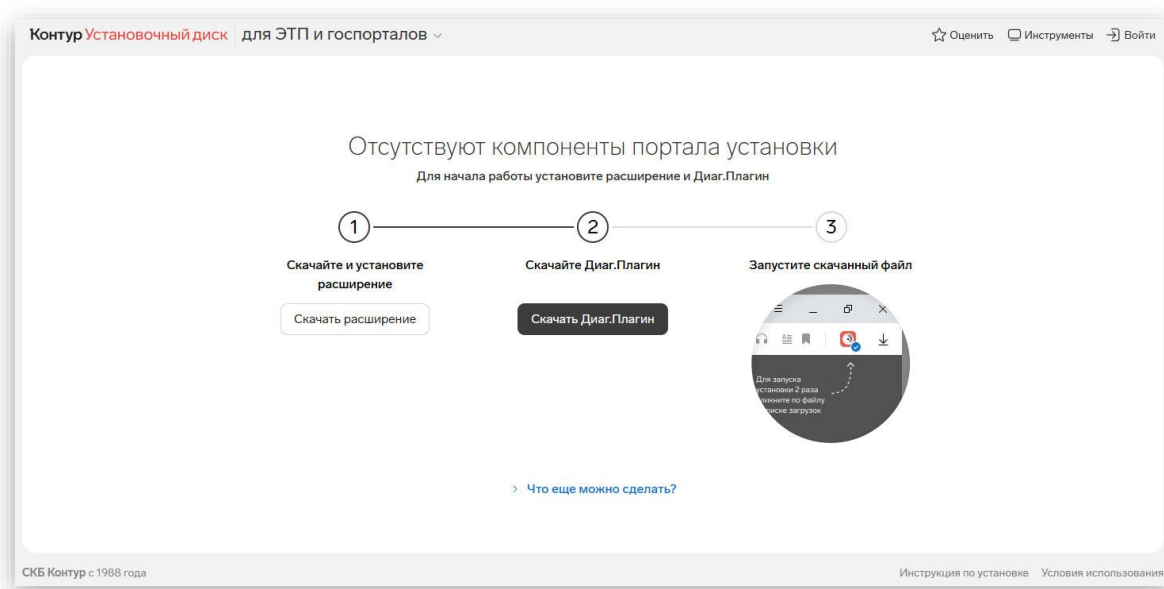 Контур Установочный диск для ЭТП и госпорталов
Оценить Инструменты Войти
Отсутствуют компоненты портала установки
Для начала работы установите расширение и Диаг.Плагин
1 2 3
Скачайте и установите
расширение
Скачайте Диаг.Плагин
Запустите скачанный файл
Скачать расширение
Скачать Диаг.Плагин
Для запуска
установки 2 раза
кликните по файлу
списке загрузок
Что еще можно сделать?
СКБ Контур с 1988 года
Инструкция по установке Условия использования